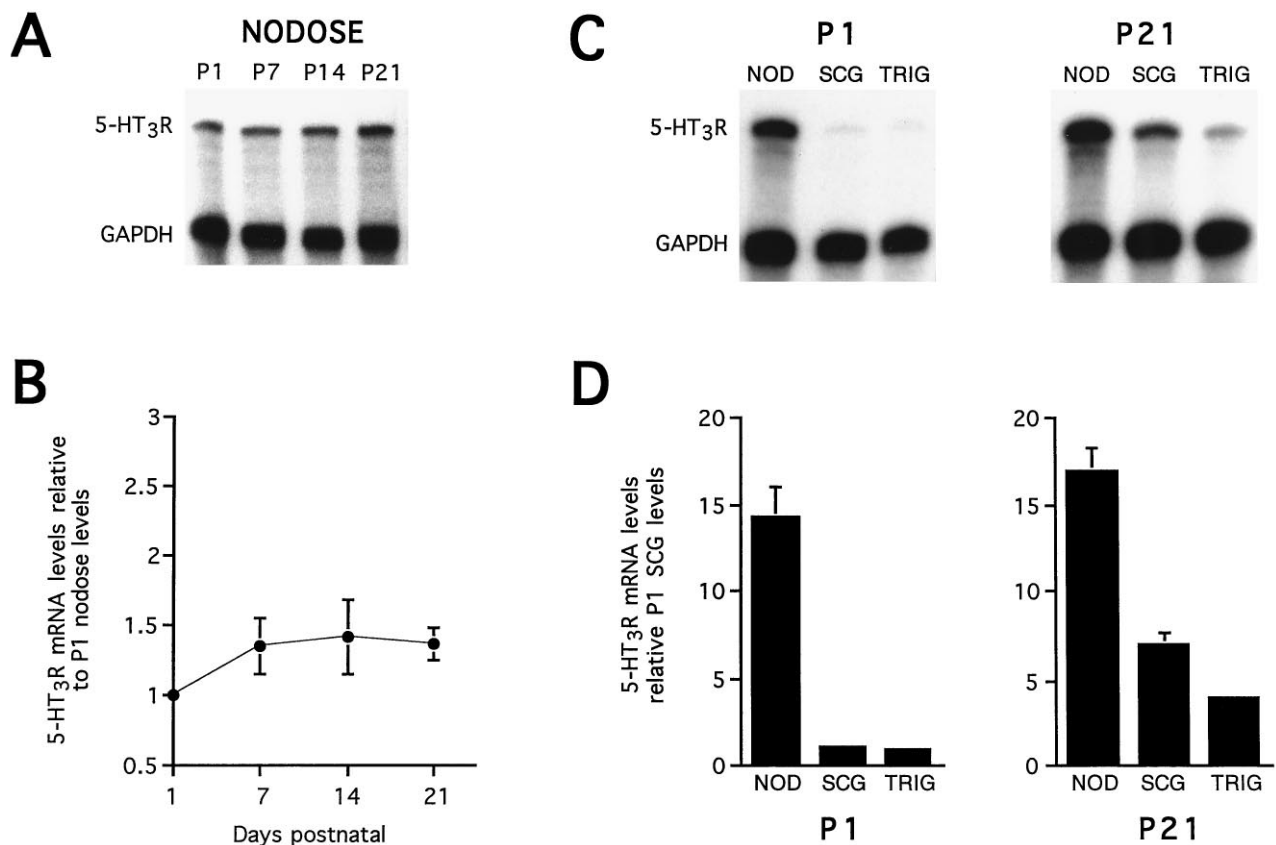 A
NODOSE
P1 P7 P14 P21
5-HT3R
GAPDH
B
5-HT3R mRNA levels relative
to P1 nodose levels
3
2.5
2
1.5
1
0.5
1 7 14 21
Days postnatal
C
P1 P21
NOD SCG TRIG NOD SCG TRIG
5-HT3R
GAPDH
D
5-HT3R mRNA levels
relative P1 SCG levels
20
15
10
5
0
NOD SCG TRIG
P1
20
15
10
5
0
NOD SCG TRIG
P21